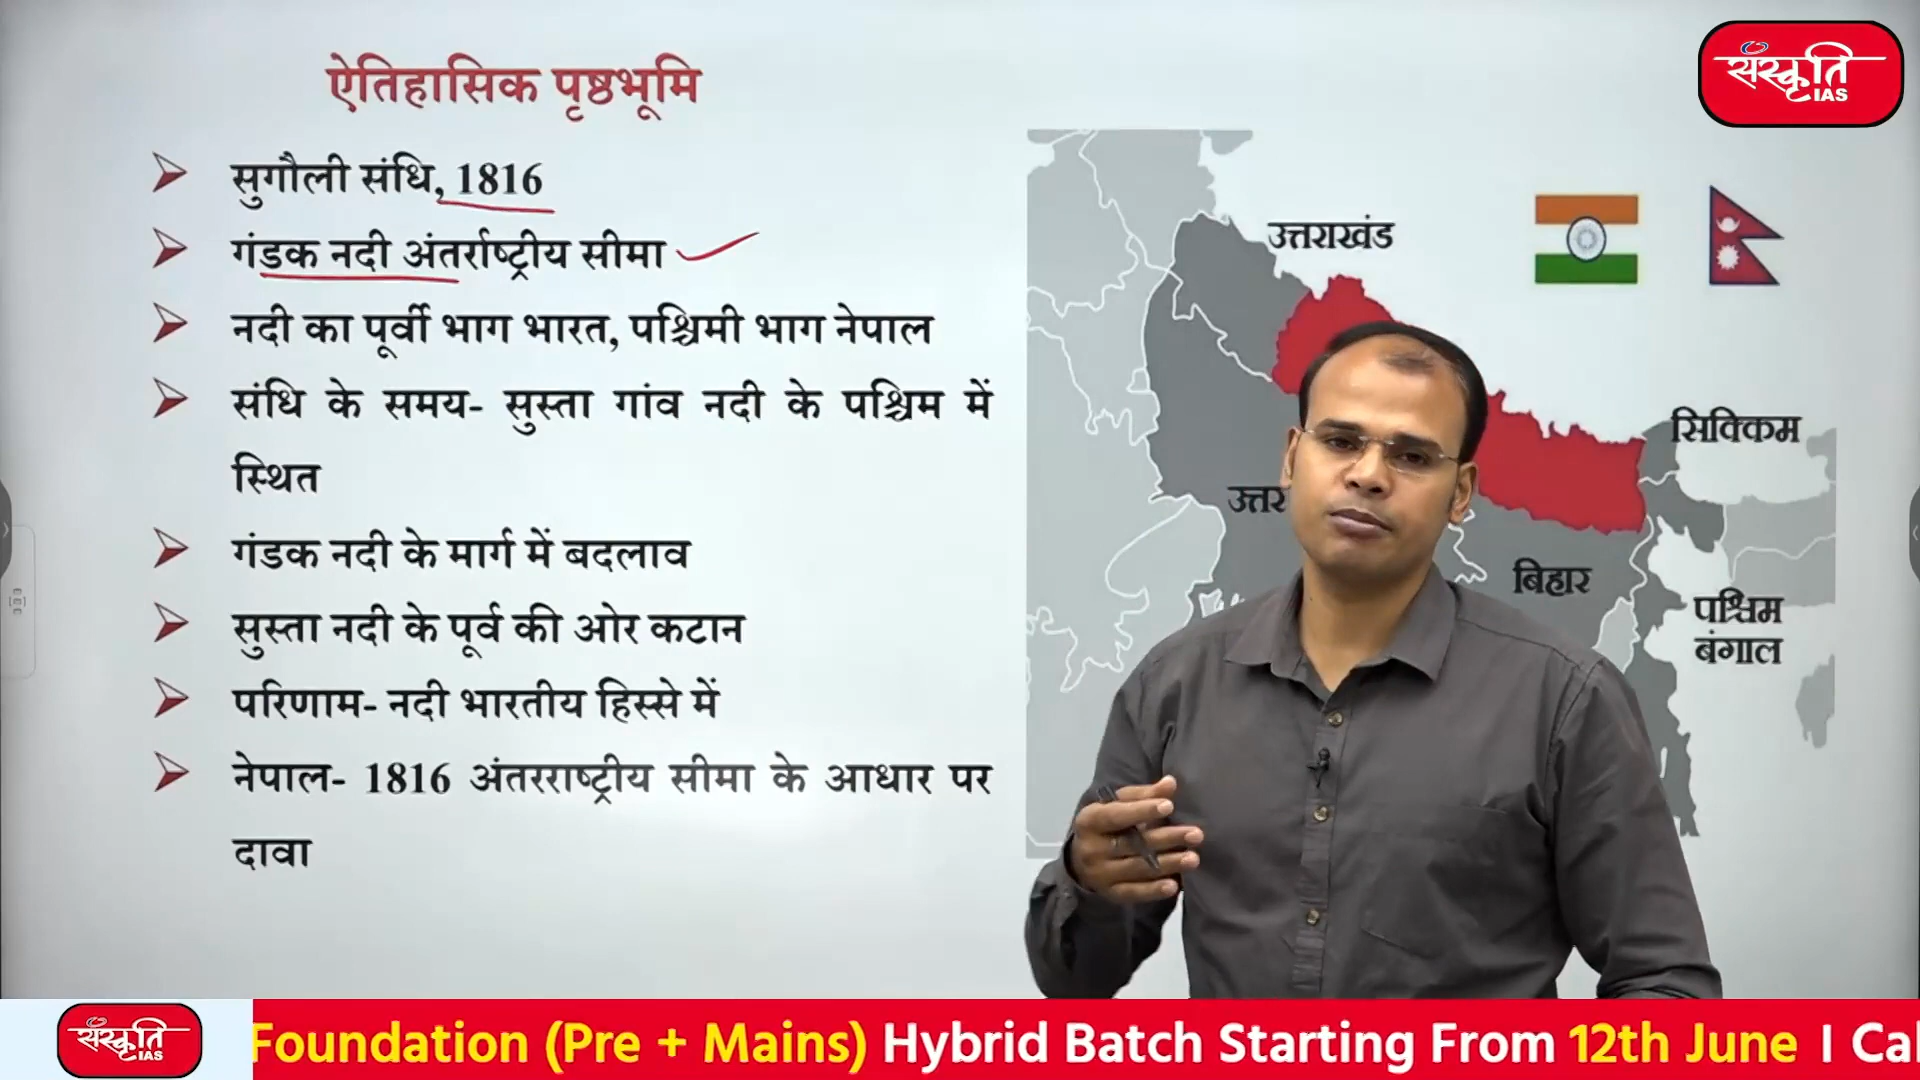 ऐतिहासिक पृष्ठभूमि
संस्कृति
IAS
सुगौली संधि, 1816
गंडक नदी अंतर्राष्ट्रीय सीमा
नदी का पूर्वी भाग भारत, पश्चिमी भाग नेपाल
संधि के समय- सुस्ता गांव नदी के पश्चिम में
स्थित
गंडक नदी के मार्ग में बदलाव
सुस्ता नदी के पूर्व की ओर कटान
परिणाम- नदी भारतीय हिस्से में
नेपाल- 1816 अंतरराष्ट्रीय सीमा के आधार पर
दावा
उत्तराखंड
सिक्किम
उत्तर
बिहार
पश्चिम
बंगाल
संस्कृति
IAS
Foundation (Pre + Mains) Hybrid Batch Starting From 12th June I Cal